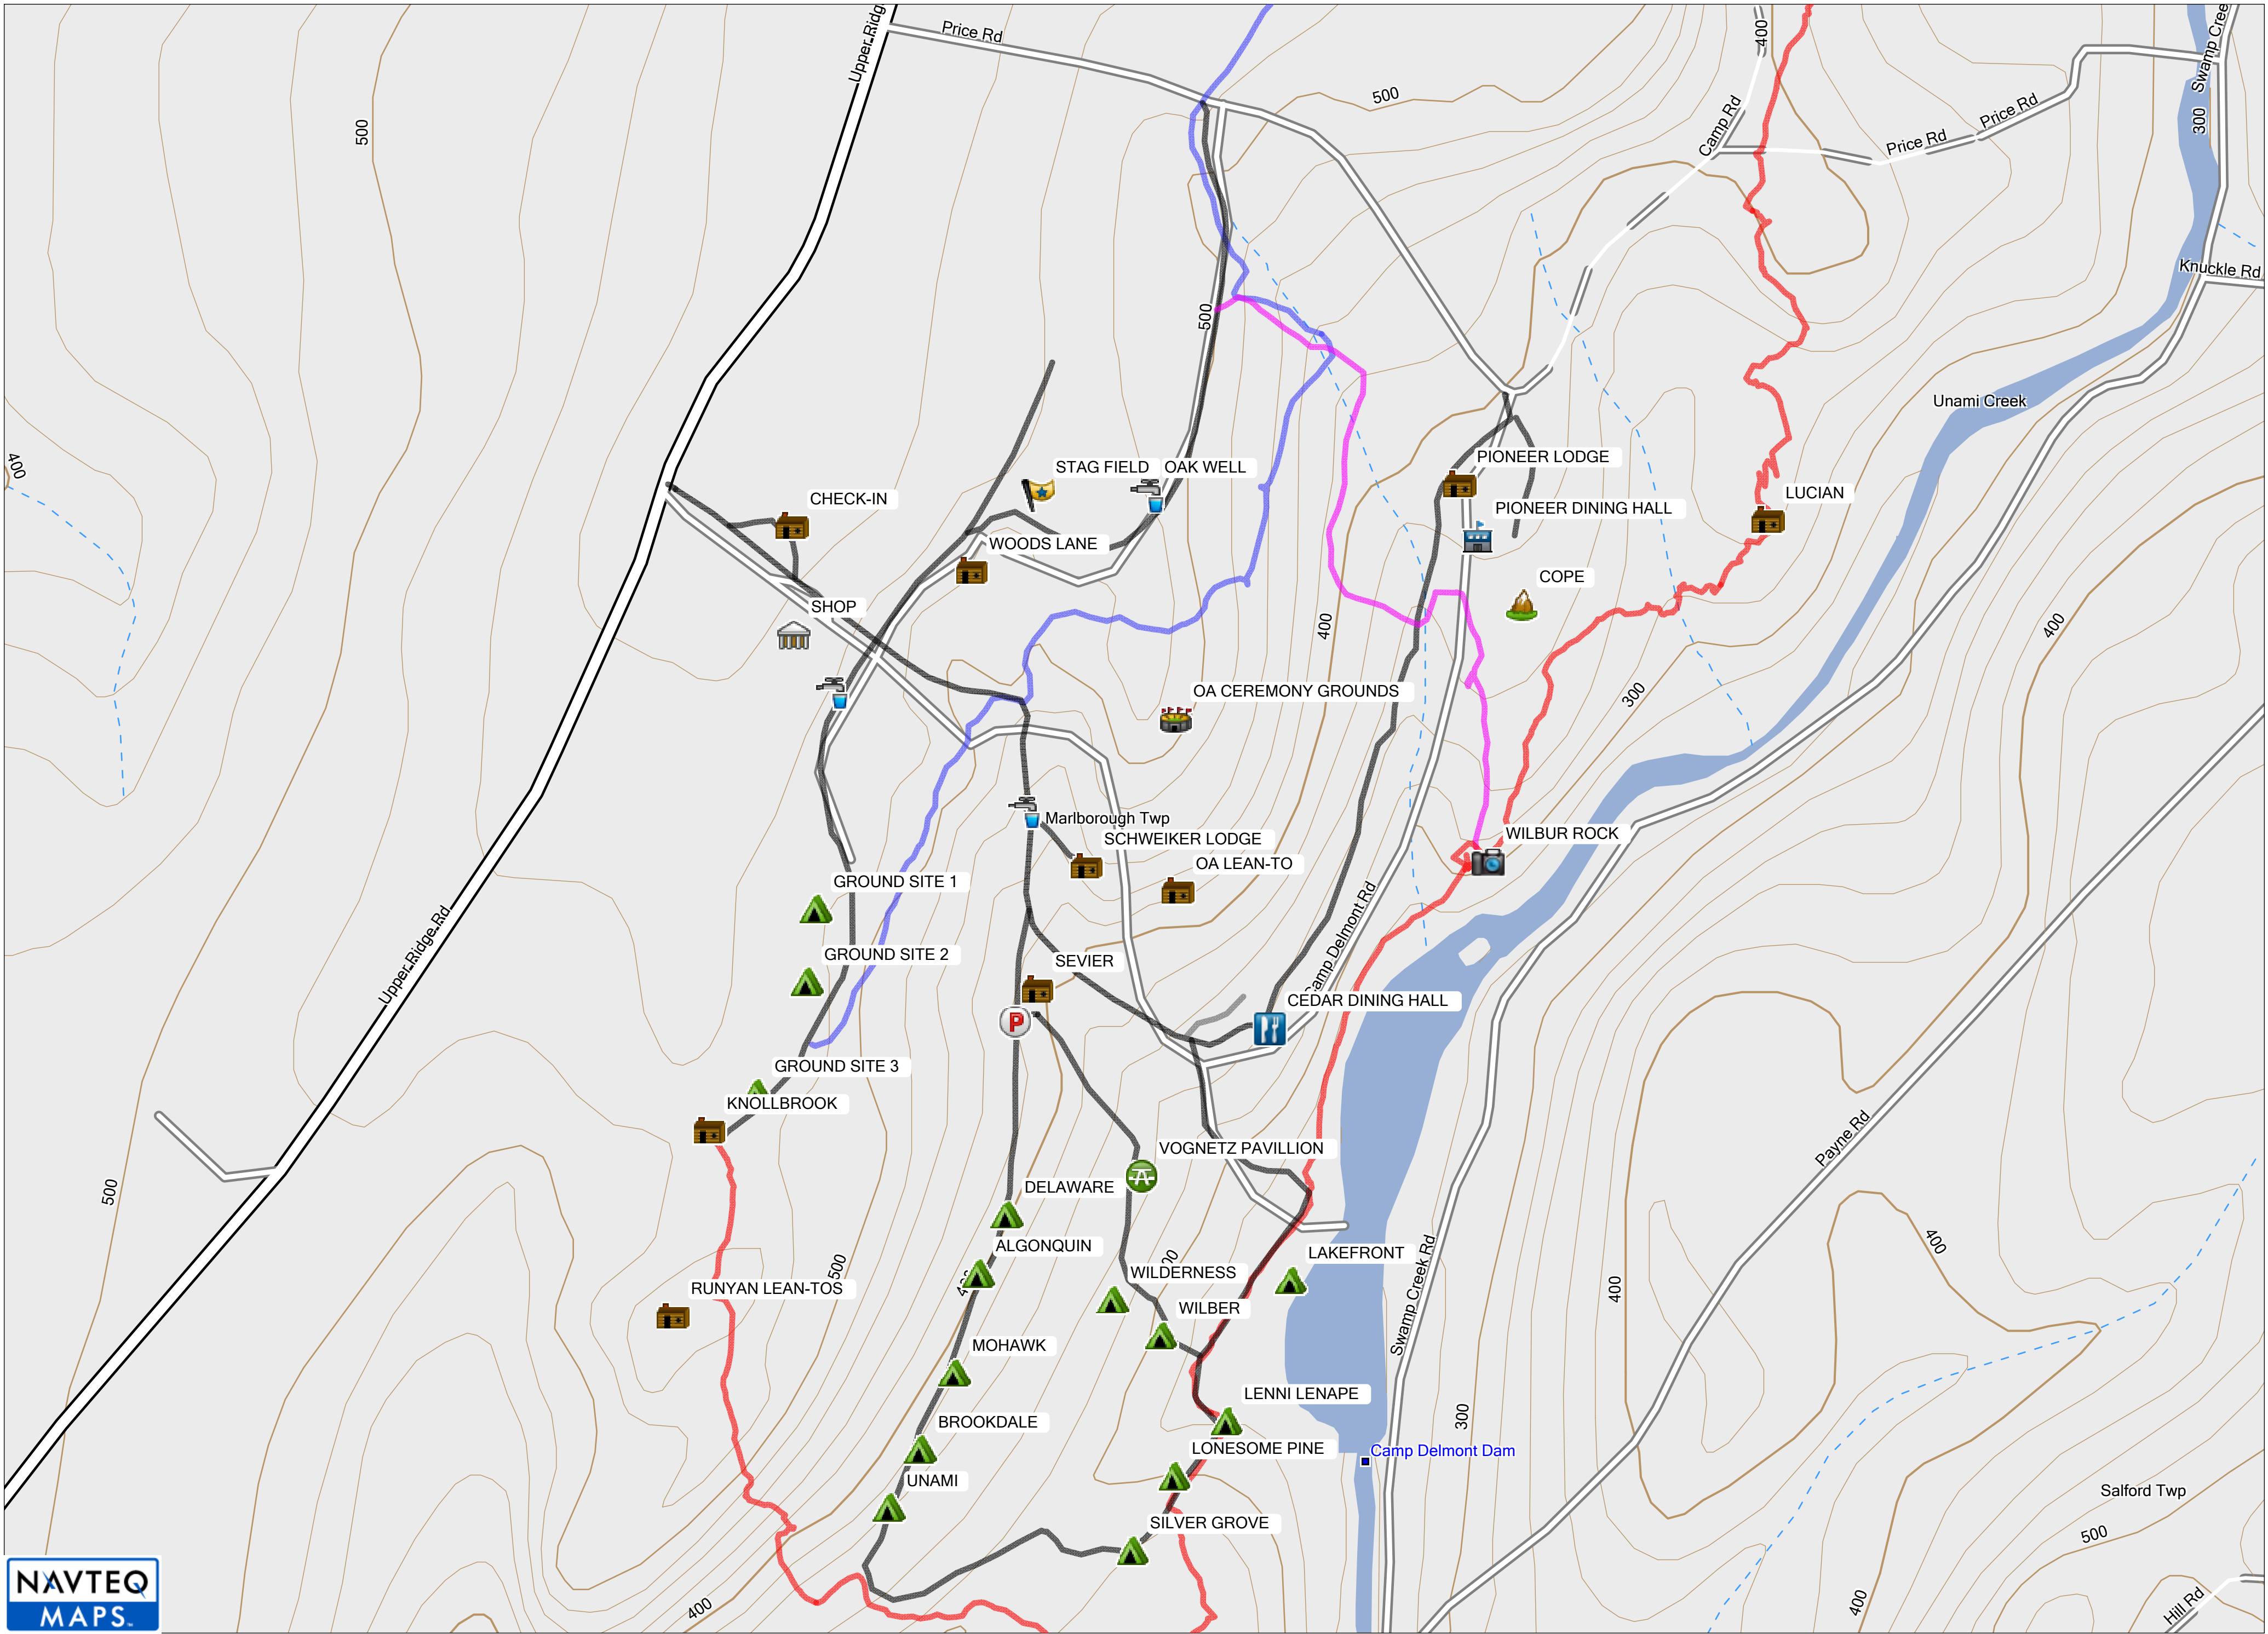 Upper Ridg
Price Rd
400
Swamp Cree
500
500
Camp Rd
Price Rd
Price Rd
300
Knuckle Rd
500
Unami Creek
400
STAG FIELD
OAK WELL
PIONEER LODGE
CHECK-IN
LUCIAN
PIONEER DINING HALL
WOODS LANE
COPE
SHOP
400
400
OA CEREMONY GROUNDS
300
Marlborough Twp
SCHWEIKER LODGE
WILBUR ROCK
OA LEAN-TO
GROUND SITE 1
Camp Delmont Rd
Upper Ridge Rd
GROUND SITE 2
SEVIER
P
CEDAR DINING HALL
GROUND SITE 3
KNOLLBROOK
Payne Rd
VOGNETZ PAVILLION
500
DELAWARE
ALGONQUIN
400
LAKEFRONT
500
WILDERNESS
400
RUNYAN LEAN-TOS
Swamp Creek Rd
WILBER
MOHAWK
LENNI LENAPE
300
BROOKDALE
LONESOME PINE
Camp Delmont Dam
UNAMI
Salford Twp
SILVER GROVE
500
400
400
Hill Rd
NAVTEQ
MAPS